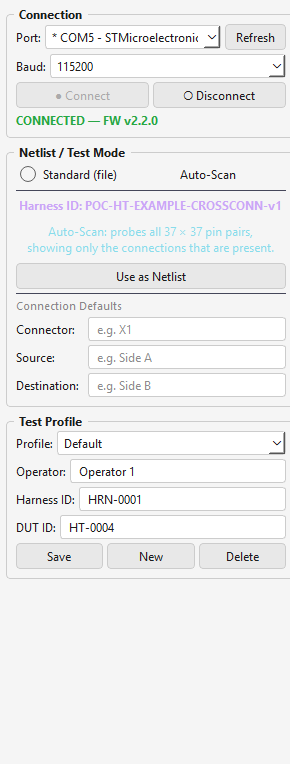 Connection
Port: * COM5 - STMicroelectronic Refresh
Baud: 115200
● Connect ○ Disconnect
CONNECTED — FW v2.2.0
Netlist / Test Mode
Standard (file) Auto-Scan
Harness ID: POC-HT-EXAMPLE-CROSSCONN-v1
Auto-Scan: probes all 37 × 37 pin pairs,
showing only the connections that are present.
Use as Netlist
Connection Defaults
Connector: e.g. X1
Source: e.g. Side A
Destination: e.g. Side B
Test Profile
Profile: Default
Operator: Operator 1
Harness ID: HRN-0001
DUT ID: HT-0004
Save New Delete